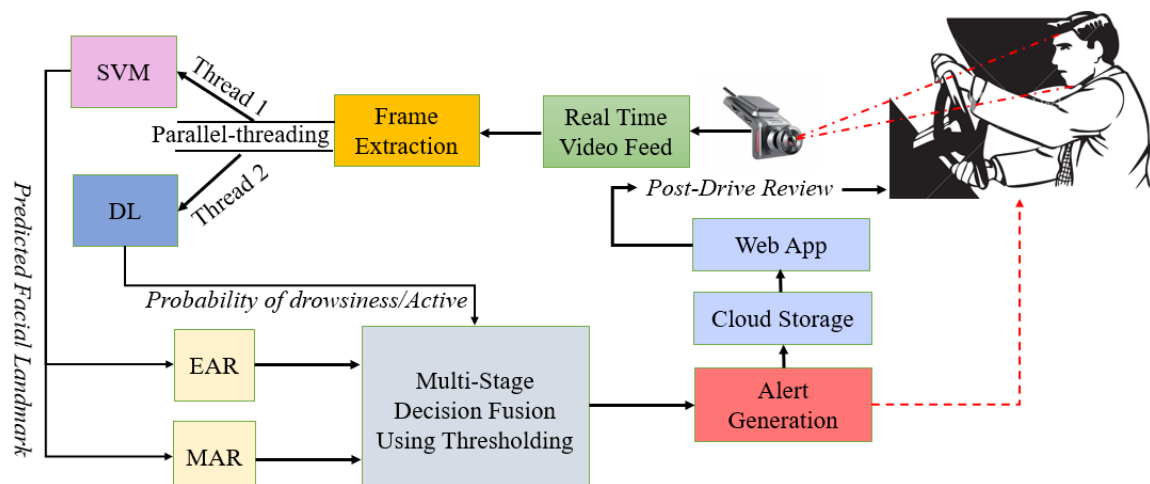 SVM
Thread 1
Parallel-threading
Thread 2
DL
Frame
Extraction
Real Time
Video Feed
Post-Drive Review
Web App
Cloud Storage
Alert
Generation
Probability of drowsiness/Active
Predicted Facial Landmark
EAR
MAR
Multi-Stage
Decision Fusion
Using Thresholding